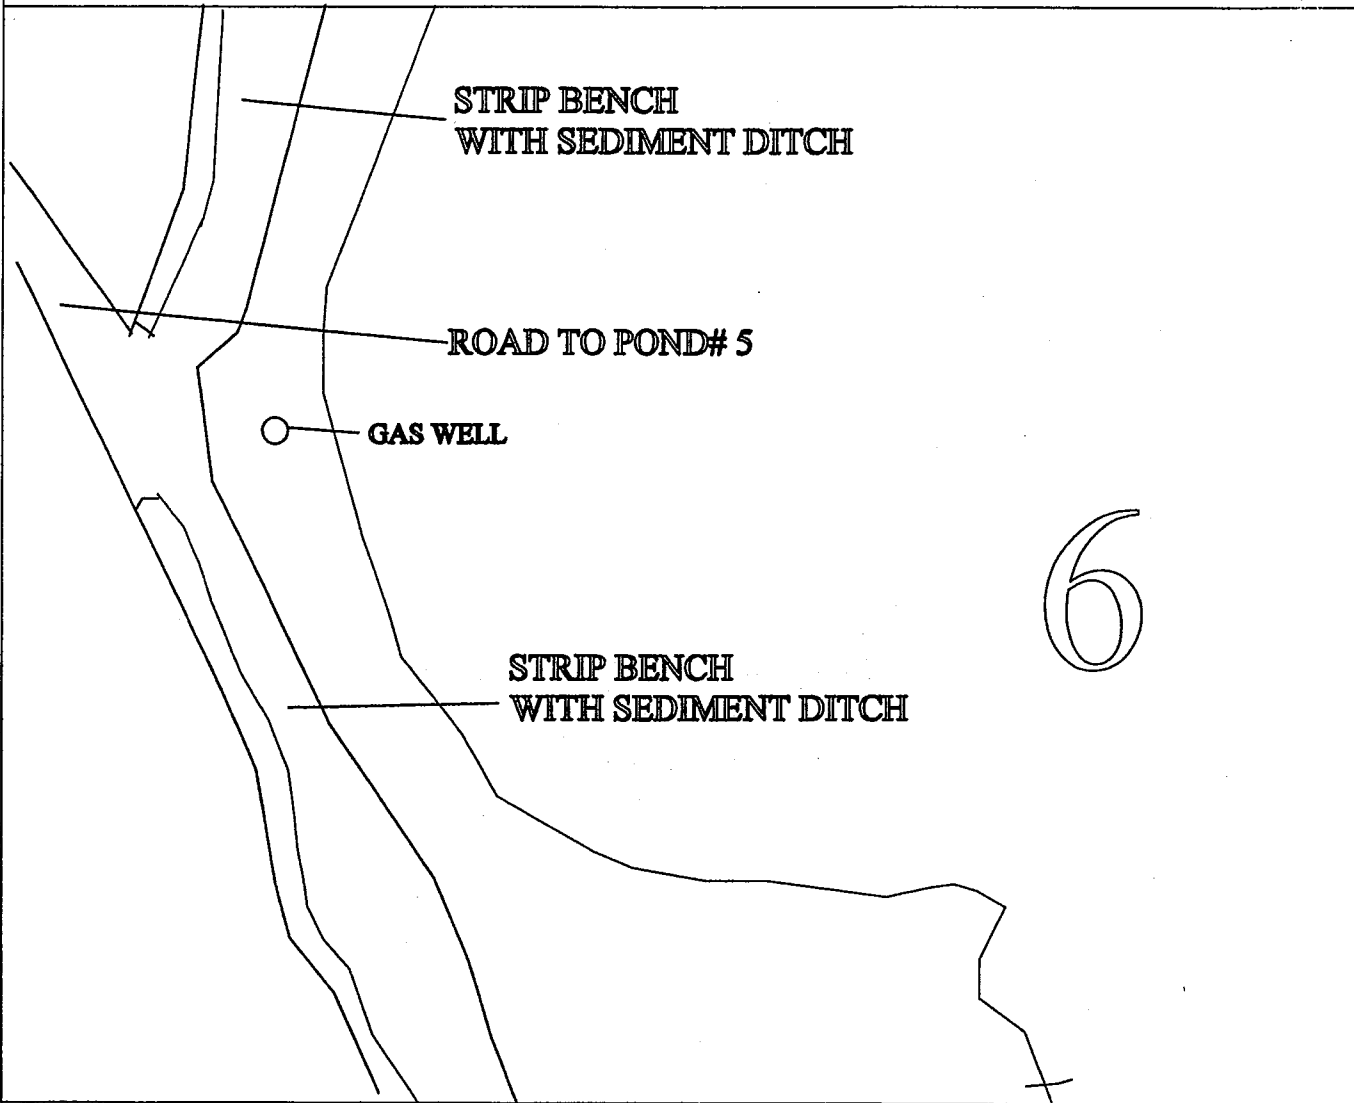 STRIP BENCH
WITH SEDIMENT DITCH
ROAD TO POND# 5
GAS WELL
6
STRIP BENCH
WITH SEDIMENT DITCH